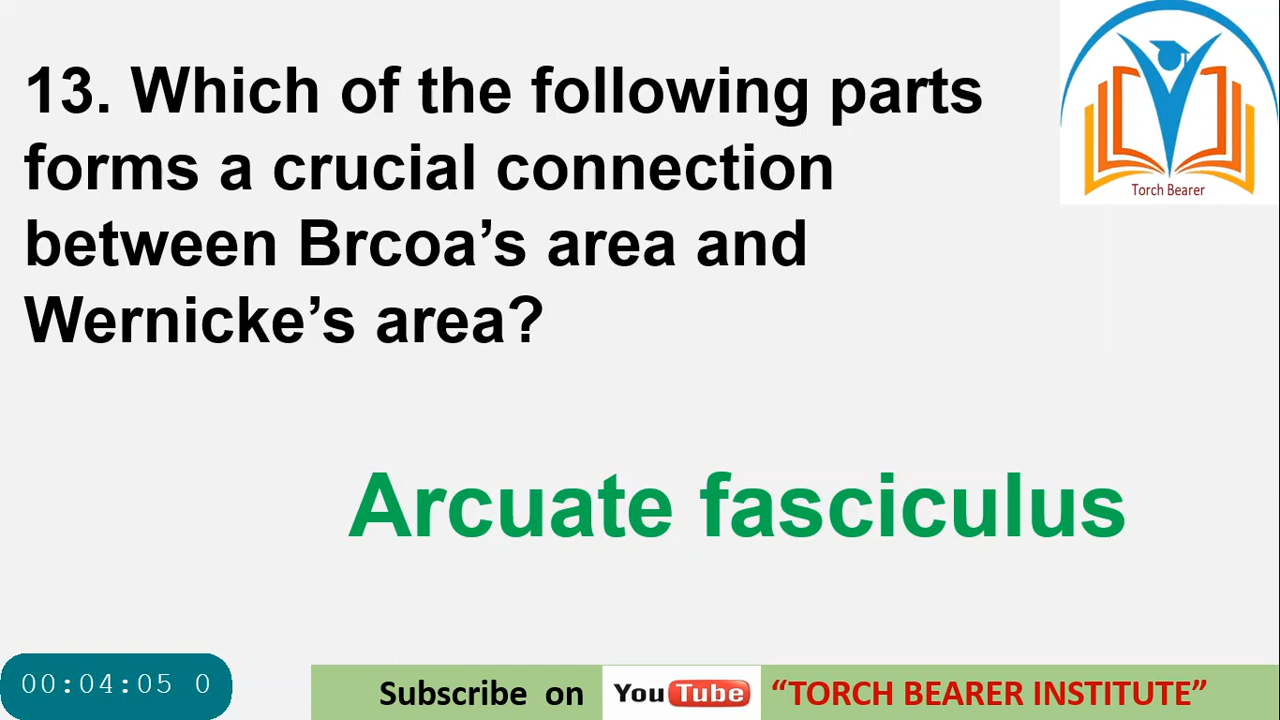 13. Which of the following parts
forms a crucial connection
between Brcoa’s area and
Wernicke’s area?
Torch Bearer
Arcuate fasciculus
00:04:05 0
Subscribe on YouTube “TORCH BEARER INSTITUTE”